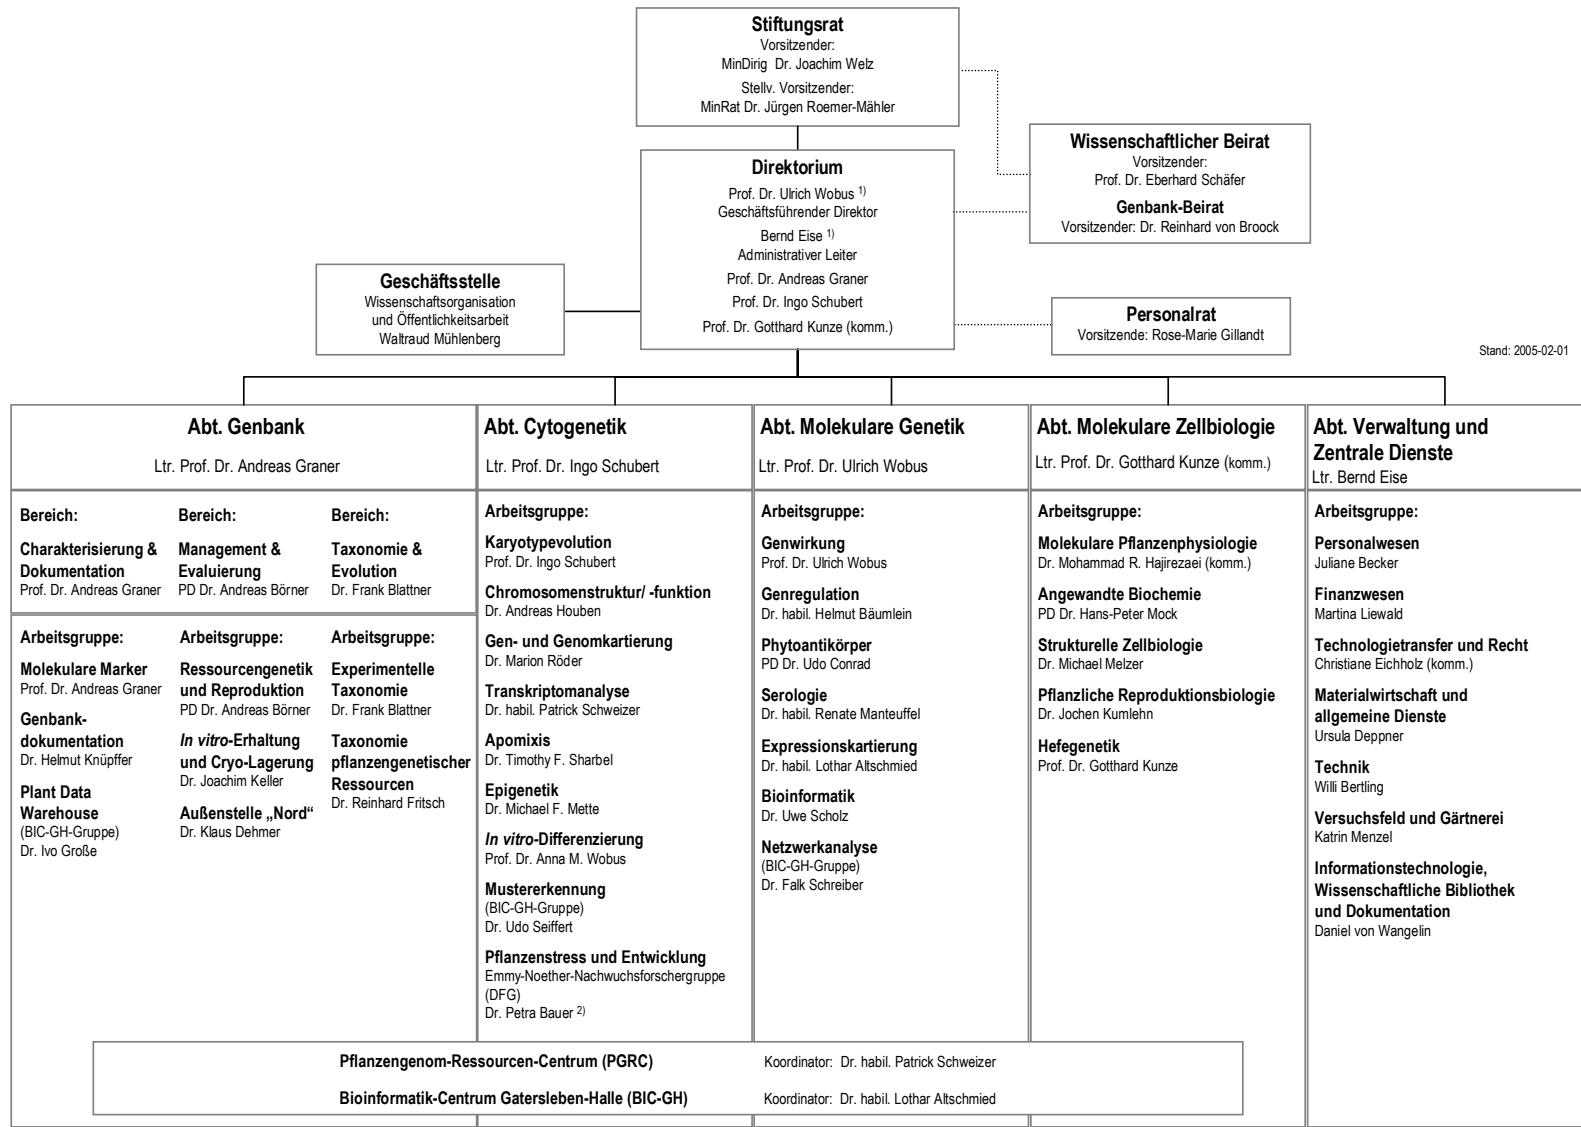 Stiftungsrat
Vorsitzender:
MinDirig Dr. Joachim Welz
Stellv. Vorsitzender:
MinRat Dr. Jürgen Roemer-Mähler
Wissenschaftlicher Beirat
Vorsitzender:
Prof. Dr. Eberhard Schäfer
Genbank-Beirat
Vorsitzender: Dr. Reinhard von Broock
Direktorium
Prof. Dr. Ulrich Wobus 1)
Geschäftsführender Direktor
Bernd Eise 1)
Administrativer Leiter
Prof. Dr. Andreas Graner
Prof. Dr. Ingo Schubert
Prof. Dr. Gotthard Kunze (komm.)
Geschäftsstelle
Wissenschaftsorganisation
und Öffentlichkeitsarbeit
Waltraud Mühlenberg
Personalrat
Vorsitzende: Rose-Marie Gillandt
Stand: 2005-02-01
Abt. Genbank
Ltr. Prof. Dr. Andreas Graner
Bereich:
Charakterisierung &
Dokumentation
Prof. Dr. Andreas Graner
Bereich:
Management &
Evaluierung
PD Dr. Andreas Börner
Bereich:
Taxonomie &
Evolution
Dr. Frank Blattner
Arbeitsgruppe:
Molekulare Marker
Prof. Dr. Andreas Graner
Genbank-
dokumentation
Dr. Helmut Knüpffer
Plant Data
Warehouse
(BIC-GH-Gruppe)
Dr. Ivo Große
Arbeitsgruppe:
Ressourcengenetik
und Reproduktion
PD Dr. Andreas Börner
In vitro-Erhaltung
und Cryo-Lagerung
Dr. Joachim Keller
Außenstelle „Nord“
Dr. Klaus Dehmer
Arbeitsgruppe:
Experimentelle
Taxonomie
Dr. Frank Blattner
Taxonomie
pflanzengenetischer
Ressourcen
Dr. Reinhard Fritsch
Abt. Cytogenetik
Ltr. Prof. Dr. Ingo Schubert
Arbeitsgruppe:
Karyotypevolution
Prof. Dr. Ingo Schubert
Chromosomenstruktur/ -funktion
Dr. Andreas Houben
Gen- und Genomkartierung
Dr. Marion Röder
Transkriptomanalyse
Dr. habil. Patrick Schweizer
Apomixis
Dr. Timothy F. Sharbel
Epigenetik
Dr. Michael F. Mette
In vitro-Differenzierung
Prof. Dr. Anna M. Wobus
Mustererkennung
(BIC-GH-Gruppe)
Dr. Udo Seiffert
Pflanzenstress und Entwicklung
Emmy-Noether-Nachwuchsforschergruppe
(DFG)
Dr. Petra Bauer 2)
Abt. Molekulare Genetik
Ltr. Prof. Dr. Ulrich Wobus
Arbeitsgruppe:
Genwirkung
Prof. Dr. Ulrich Wobus
Genregulation
Dr. habil. Helmut Bäumlein
Phytoantikörper
PD Dr. Udo Conrad
Serologie
Dr. habil. Renate Manteuffel
Expressionskartierung
Dr. habil. Lothar Altschmied
Bioinformatik
Dr. Uwe Scholz
Netzwerkanalyse
(BIC-GH-Gruppe)
Dr. Falk Schreiber
Abt. Molekulare Zellbiologie
Ltr. Prof. Dr. Gotthard Kunze (komm.)
Arbeitsgruppe:
Molekulare Pflanzenphysiologie
Dr. Mohammad R. Hajirezaei (komm.)
Angewandte Biochemie
PD Dr. Hans-Peter Mock
Strukturelle Zellbiologie
Dr. Michael Melzer
Pflanzliche Reproduktionsbiologie
Dr. Jochen Kumlehn
Hefegenetik
Prof. Dr. Gotthard Kunze
Abt. Verwaltung und
Zentrale Dienste
Ltr. Bernd Eise
Arbeitsgruppe:
Personalwesen
Juliane Becker
Finanzwesen
Martina Liewald
Technologietransfer und Recht
Christiane Eichholz (komm.)
Materialwirtschaft und
allgemeine Dienste
Ursula Deppner
Technik
Willi Bertling
Versuchsfeld und Gärtnerei
Katrin Menzel
Informationstechnologie,
Wissenschaftliche Bibliothek
und Dokumentation
Daniel von Wangelin
Pflanzengenom-Ressourcen-Centrum (PGRC) Koordinator: Dr. habil. Patrick Schweizer
Bioinformatik-Centrum Gatersleben-Halle (BIC-GH) Koordinator: Dr. habil. Lothar Altschmied